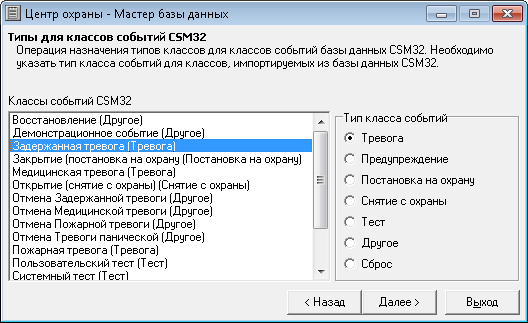 Центр охраны - Мастер базы данных
Типы для классов событий CSM32
Операция назначения типов классов для классов событий базы данных CSM32. Необходимо
указать тип класса событий для классов, импортируемых из базы данных CSM32.
Классы событий CSM32
Восстановление (Другое)
Демонстрационное событие (Другое)
Задержанная тревога (Тревога)
Закрытие (постановка на охрану (Постановка на охрану)
Медицинская тревога (Тревога)
Открытие (снятие с охраны) (Снятие с охраны)
Отмена Задержанной тревоги (Другое)
Отмена Медицинской тревоги (Другое)
Отмена Пожарной тревоги (Другое)
Отмена Тревоги панической (Другое)
Пожарная тревога (Тревога)
Пользовательский тест (Тест)
Системный тест (Тест)
Тип класса событий
Тревога
Предупреждение
Постановка на охрану
Снятие с охраны
Тест
Другое
Сброс
< Назад
Далее >
Выход